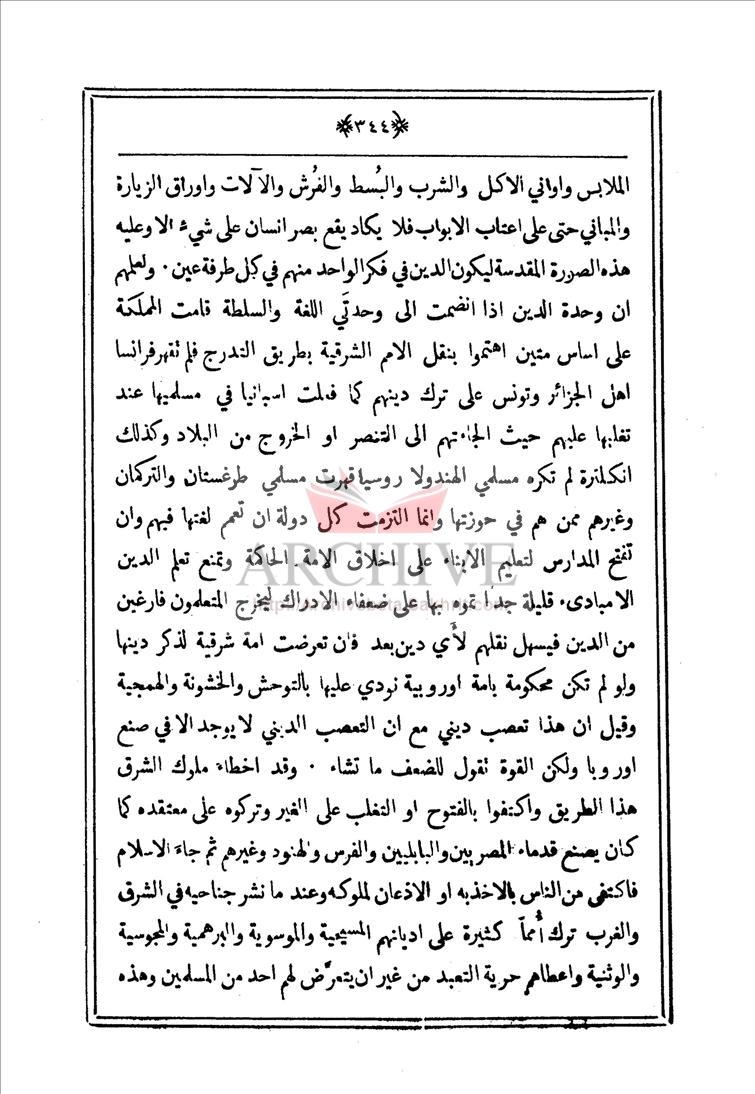 ﴿٣٤٤﴾
الملابس واواني الاكل والشرب والبُسط والفُرش والآلات واوراق الزيارة
والمباني حتى على اعتاب الابواب فلا يكاد يقع بصر انسان على شيء الا وعليه
هذه الصورة المقدسة ليكون الدين في فكر الواحد منهم في كل طرفة عين . ولعلمهم
ان وحدة الدين اذا انضمت الى وحدتَي اللغة والسلطة قامت المملكة
على اساس متين اهتموا بنقل الامم الشرقية بطريق التدرج فلم تقهر فرانسا
اهل الجزائر وتونس على ترك دينهم كما فعلت اسبانيا في مسلميها عند
تغلبها عليهم حيث الجاءتهم الى التنصر او الخروج من البلاد وكذلك
انكلترة لم تكره مسلمي الهند ولا روسيا قهرت مسلمي طرغستان والتركمان
وغيرهم ممن هم في حوزتها وانما التزمت كل دولة ان تعمم لغتها فيهم وان
تفتح المدارس لتعليم الابناء على اخلاق الامة الحاكمة وتمنع تعلم الدين
الا مبادىء قليلة جداً تموه بها على ضعفاء الادراك ليخرج المتعلمون فارغين
من الدين فيسهل نقلهم لأي دين بعد فان تعرضت امة شرقية لذكر دينها
ولو لم تكن محكومة بامة اوروبية نودي عليها بالتوحش والخشونة والهمجية
وقيل ان هذا تعصب ديني مع ان التعصب الديني لا يوجد الا في صنع
اوروبا ولكن القوة تقول للضعف ما تشاء . وقد اخطاء ملوك الشرق
هذا الطريق واكتفوا بالفتوح او التغلب على الغير وتركوه على معتقده كما
كان يصنع قدماء المصريين والبابليين والفرس والهنود وغيرهم ثم جاءَ الاسلام
فاكتفى من الناس بالاخذ به او الاذعان لملوكه وعند ما نشر جناحيه في الشرق
والغرب ترك أُمماً كثيرة على اديانهم المسيحية والموسوية والبرهمية والمجوسية
والوثنية واعطاهم حرية التعبد من غير ان يتعرَّض لهم احد من المسلمين وهذه
ARCHIVE